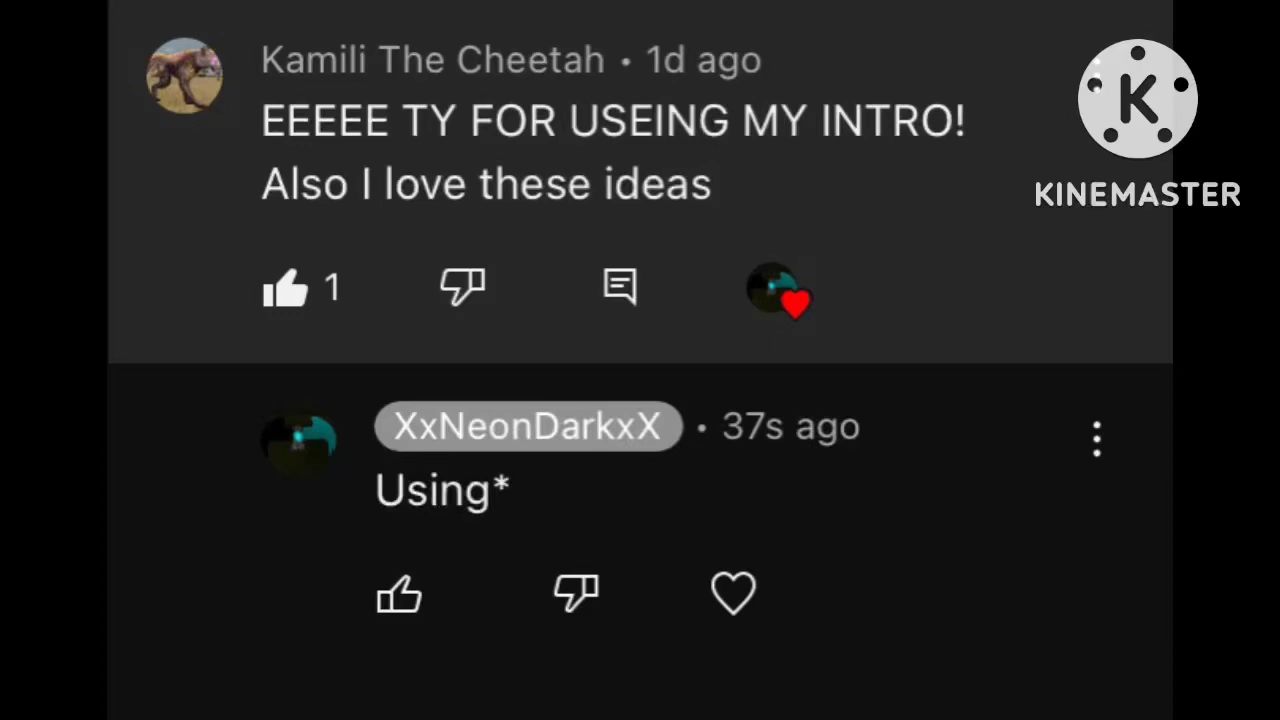 Kamili The Cheetah • 1d ago
EEEEE TY FOR USEING MY INTRO!
Also I love these ideas
1
K
KINEMASTER
XxNeonDarkxX • 37s ago
Using*